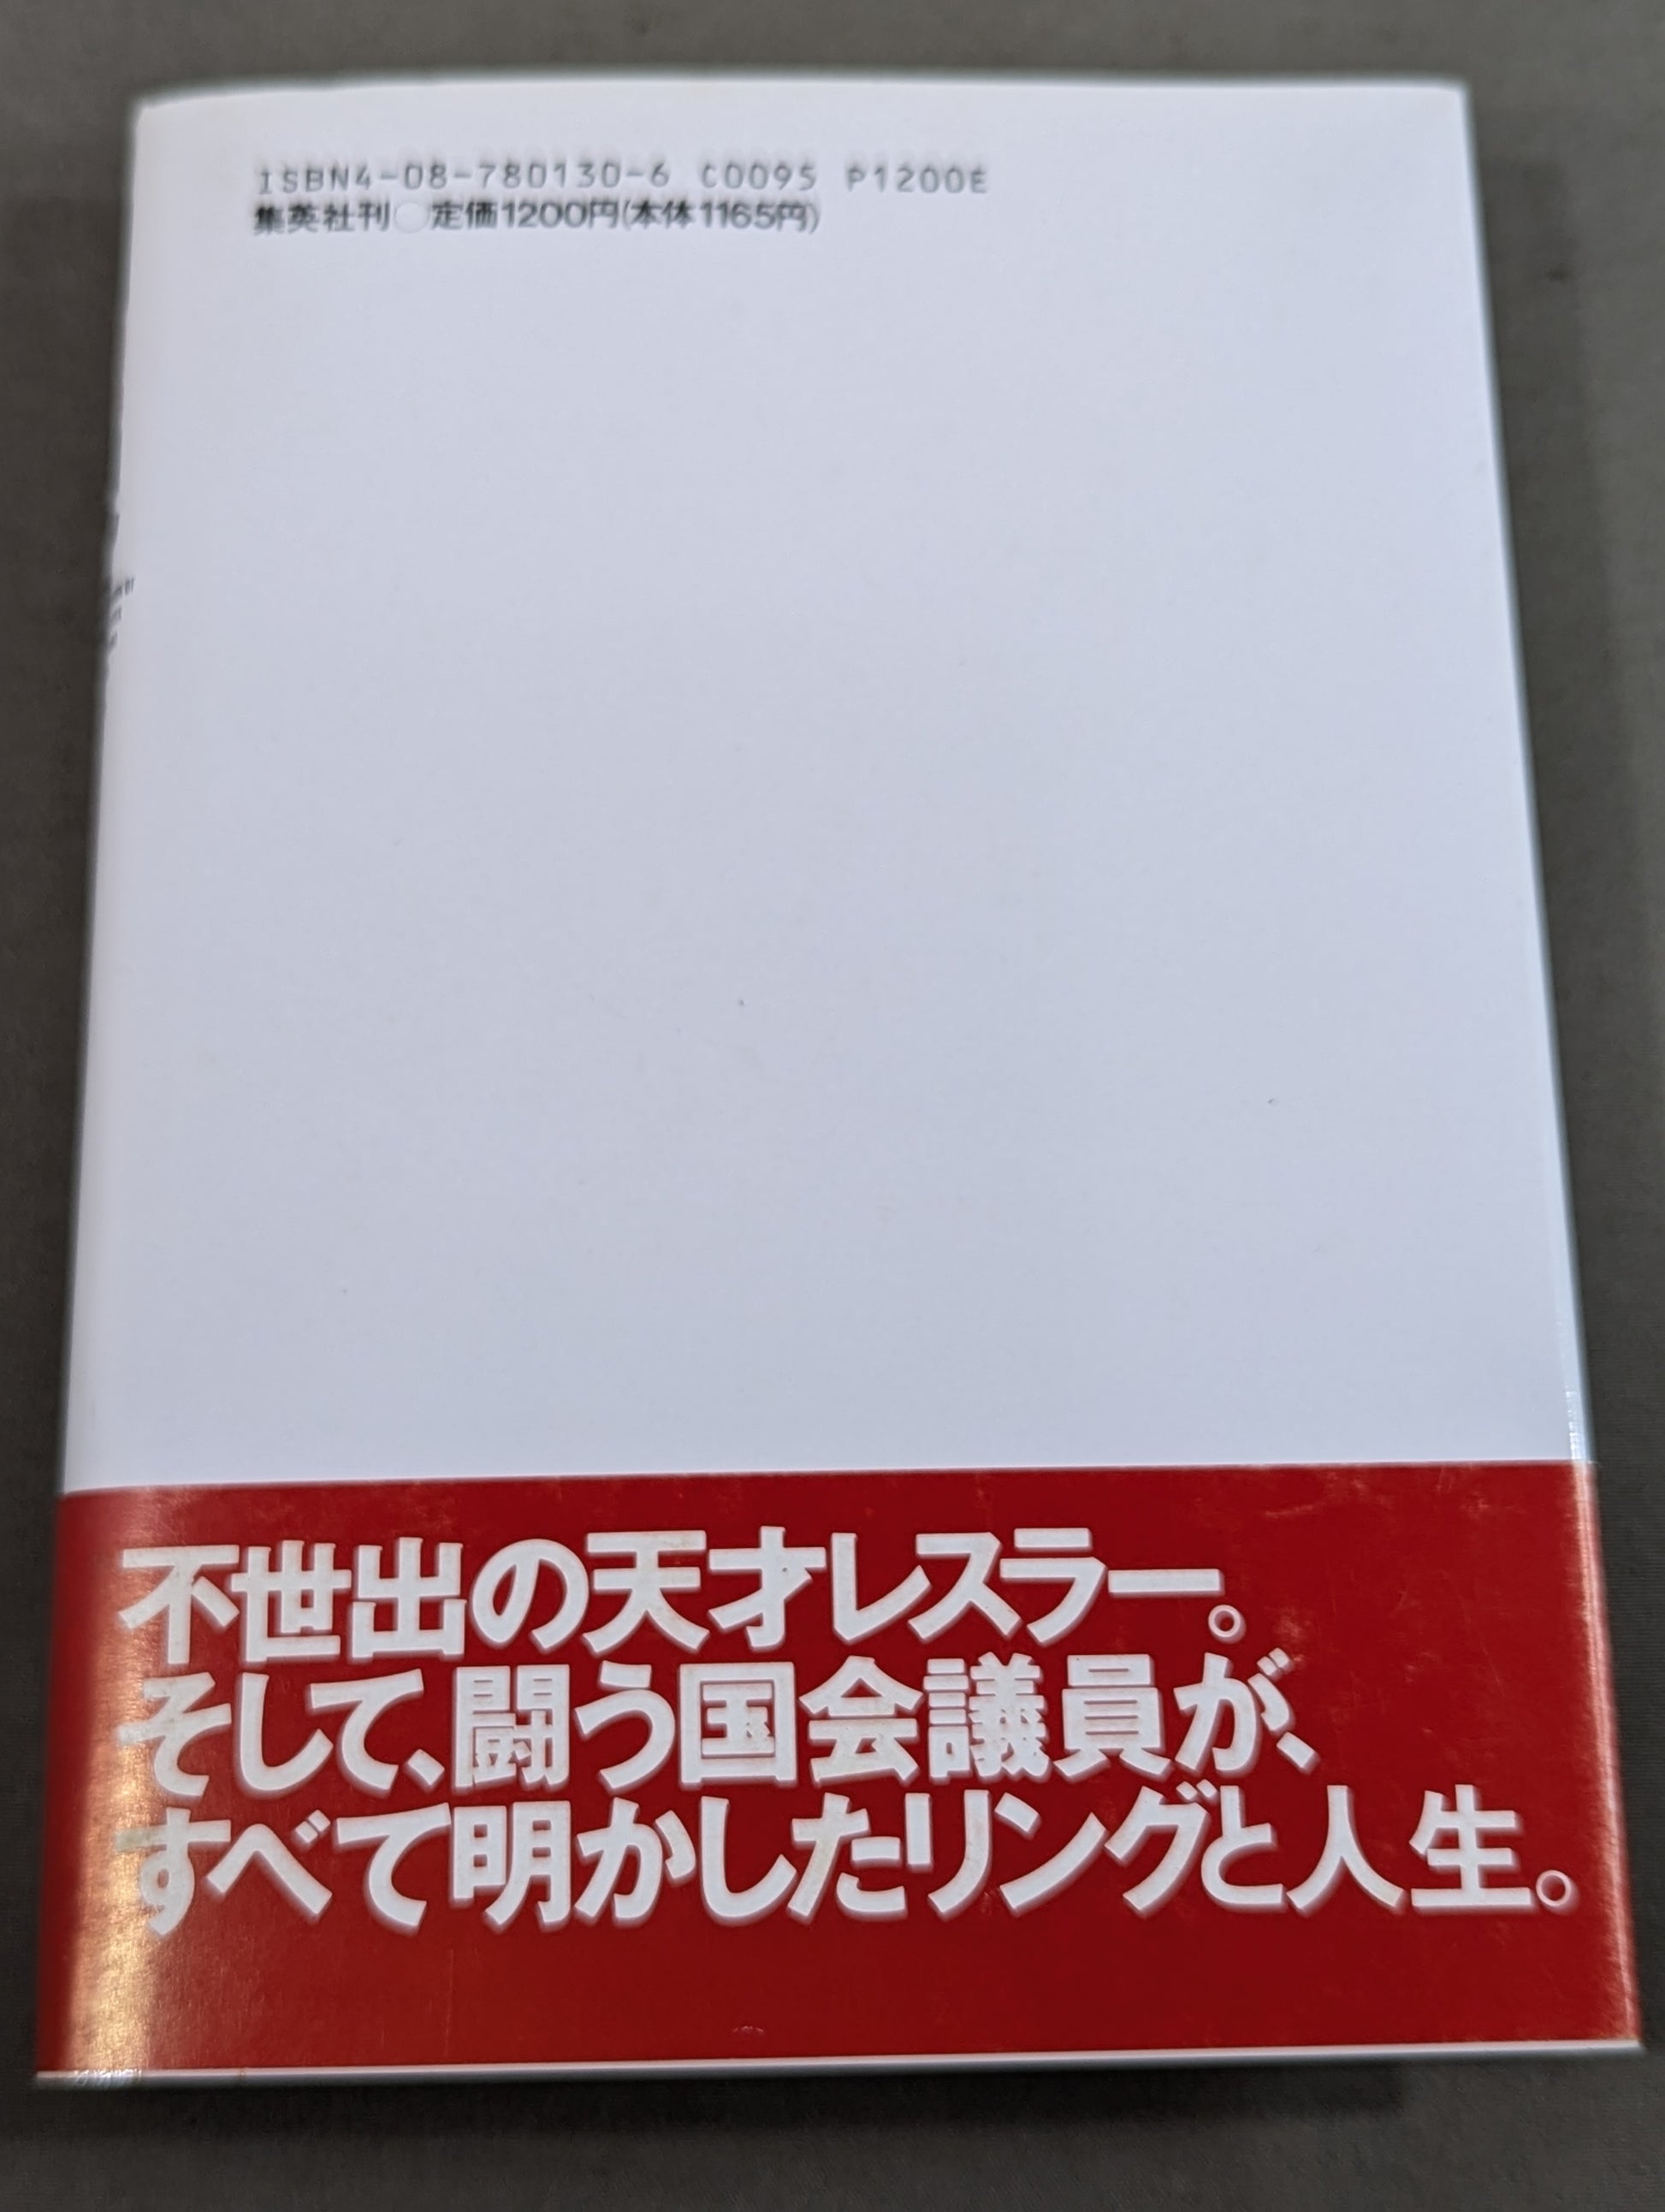 ISBN4-08-780130-6 C0095 P1200E
集英社刊 定価1200円(本体1165円)
不世出の天才レスラー。
そして、闘う国会議員が、
すべて明かしたリングと人生。